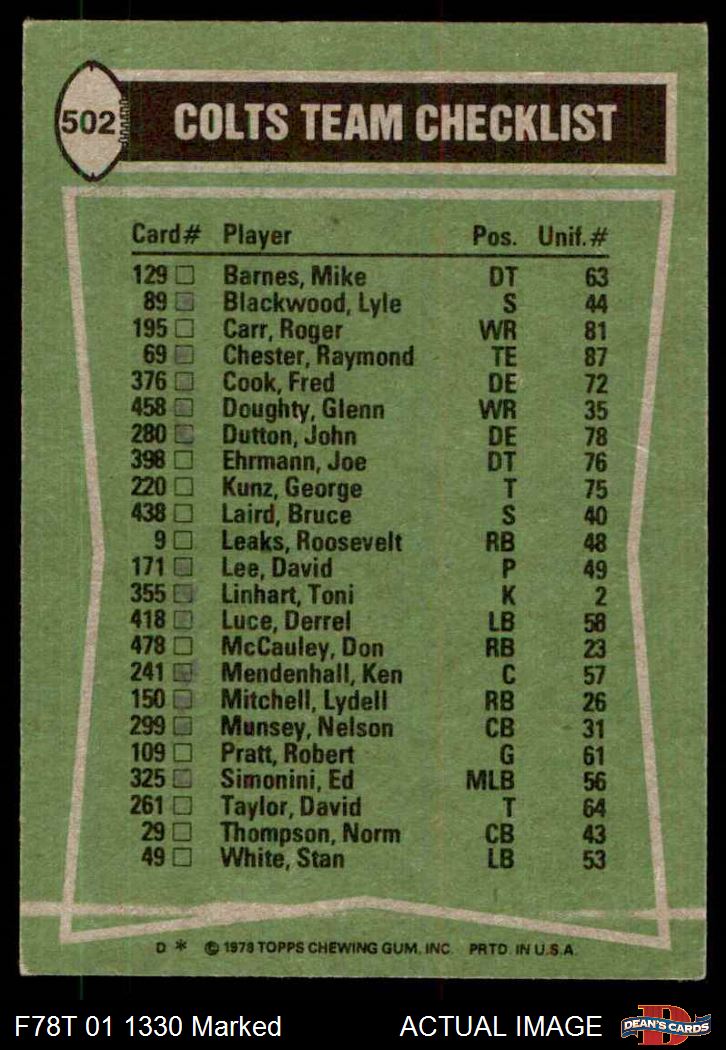 502
COLTS TEAM CHECKLIST
Card# Player Pos. Unif.#
129 Barnes, Mike DT 63
89 Blackwood, Lyle S 44
195 Carr, Roger WR 81
69 Chester, Raymond TE 87
376 Cook, Fred DE 72
458 Doughty, Glenn WR 35
280 Dutton, John DE 78
398 Ehrmann, Joe DT 76
220 Kunz, George T 75
438 Laird, Bruce S 40
9 Leaks, Roosevelt RB 48
171 Lee, David P 49
355 Linhart, Toni K 2
418 Luce, Derrel LB 58
478 McCauley, Don RB 23
241 Mendenhall, Ken C 57
150 Mitchell, Lydell RB 26
299 Munsey, Nelson CB 31
109 Pratt, Robert G 61
325 Simonini, Ed MLB 56
261 Taylor, David T 64
29 Thompson, Norm CB 43
49 White, Stan LB 53
D * © 1978 TOPPS CHEWING GUM, INC. PRTD. IN U.S.A.
F78T 01 1330 Marked ACTUAL IMAGE
D
DEAN'S CARDS